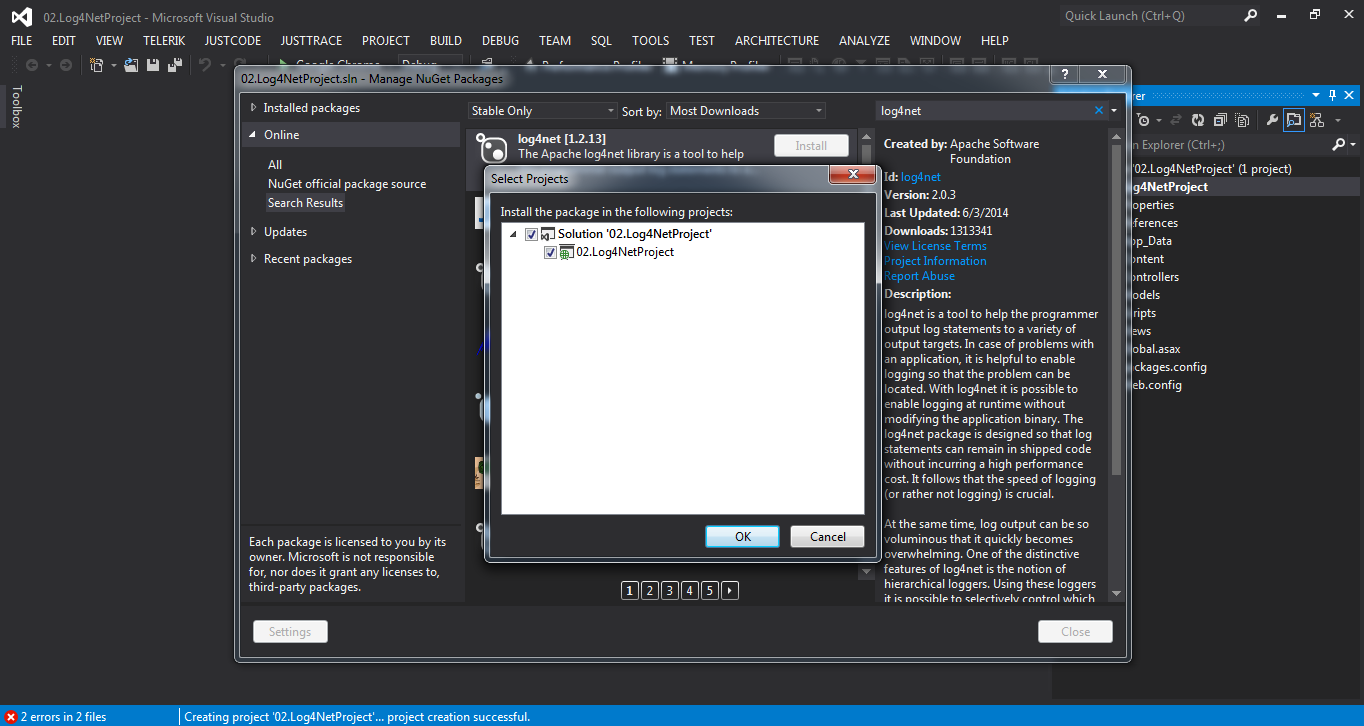 02.Log4NetProject - Microsoft Visual Studio
Quick Launch (Ctrl+Q)
FILE EDIT VIEW TELERIK JUSTCODE JUSTTRACE PROJECT BUILD DEBUG TEAM SQL TOOLS TEST ARCHITECTURE ANALYZE WINDOW HELP
Toolbox
02.Log4NetProject.sln - Manage NuGet Packages
?
Installed packages
Online
All
NuGet official package source
Search Results
Updates
Recent packages
Each package is licensed to you by its
owner. Microsoft is not responsible
for, nor does it grant any licenses to,
third-party packages.
Settings
Stable Only
Sort by: Most Downloads
log4net [1.2.13]
The Apache log4net library is a tool to help
Install
Select Projects
Install the package in the following projects:
Solution '02.Log4NetProject'
02.Log4NetProject
OK
Cancel
1 2 3 4 5
log4net
Created by: Apache Software
Foundation
Id: log4net
Version: 2.0.3
Last Updated: 6/3/2014
Downloads: 1313341
View License Terms
Project Information
Report Abuse
Description:
log4net is a tool to help the programmer
output log statements to a variety of
output targets. In case of problems with
an application, it is helpful to enable
logging so that the problem can be
located. With log4net it is possible to
enable logging at runtime without
modifying the application binary. The
log4net package is designed so that log
statements can remain in shipped code
without incurring a high performance
cost. It follows that the speed of logging
(or rather not logging) is crucial.
At the same time, log output can be so
voluminous that it quickly becomes
overwhelming. One of the distinctive
features of log4net is the notion of
hierarchical loggers. Using these loggers
it is possible to selectively control which
Close
rer
n Explorer (Ctrl+;)
'02.Log4NetProject' (1 project)
g4NetProject
operties
ferences
pp_Data
ontent
ontrollers
odels
ripts
ews
lobal.asax
ckages.config
eb.config
2 errors in 2 files
Creating project '02.Log4NetProject'... project creation successful.